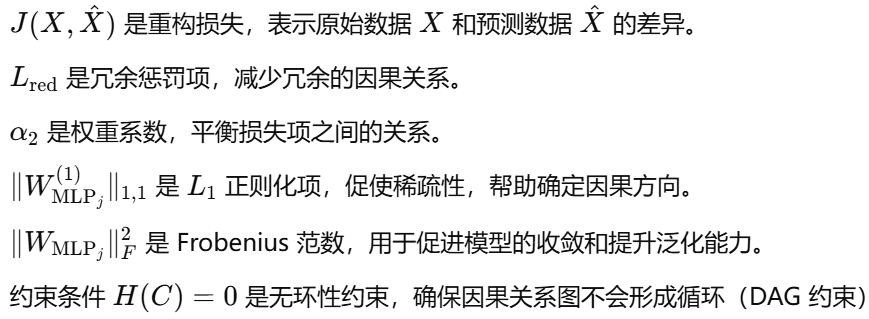 $J(X, \hat{X})$ 是重构损失，表示原始数据 $X$ 和预测数据 $\hat{X}$ 的差异。
$L_{\text{red}}$ 是冗余惩罚项，减少冗余的因果关系。
$\alpha_2$ 是权重系数，平衡损失项之间的关系。
$\|W_{\text{MLP}_j}^{(1)}\|_{1,1}$ 是 $L_1$ 正则化项，促使稀疏性，帮助确定因果方向。
$\|W_{\text{MLP}_j}\|_F^2$ 是 Frobenius 范数，用于促进模型的收敛和提升泛化能力。
约束条件 $H(C) = 0$ 是无环性约束，确保因果关系图不会形成循环（DAG 约束）